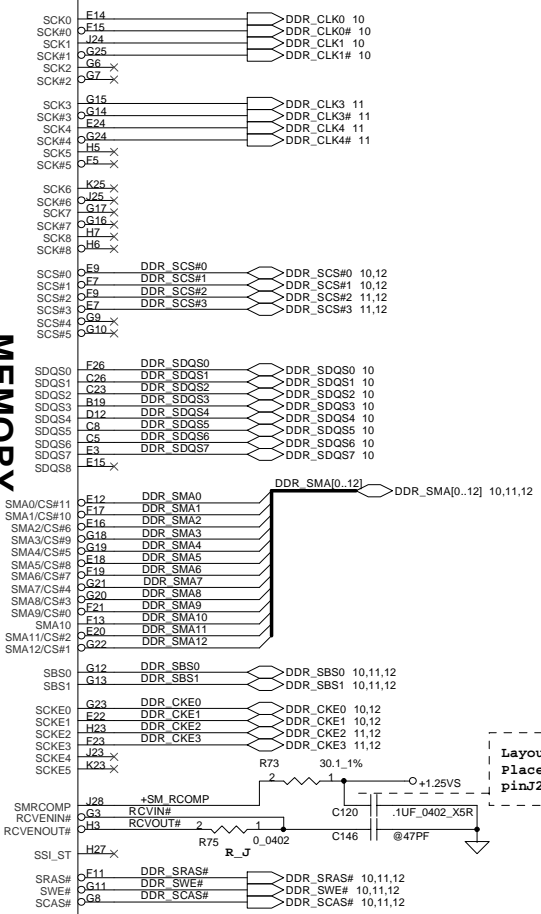 SCK0 E14 DDR_CLK0 10
SCK#0 F15 DDR_CLK0# 10
SCK1 J24 DDR_CLK1 10
SCK#1 G25 DDR_CLK1# 10
SCK2 G6
SCK#2 G7
SCK3 G15 DDR_CLK3 11
SCK#3 G14 DDR_CLK3# 11
SCK4 E24 DDR_CLK4 11
SCK#4 G24 DDR_CLK4# 11
SCK5 H5
SCK#5 F5
SCK6 K25
SCK#6 J25
SCK7 G17
SCK#7 G16
SCK8 H7
SCK#8 H6
SCS#0 E9 DDR_SCS#0 DDR_SCS#0 10,12
SCS#1 F7 DDR_SCS#1 DDR_SCS#1 10,12
SCS#2 F9 DDR_SCS#2 DDR_SCS#2 11,12
SCS#3 E7 DDR_SCS#3 DDR_SCS#3 11,12
SCS#4 G9
SCS#5 G10
MEMORY
SDQS0 F26 DDR_SDQS0 DDR_SDQS0 10
SDQS1 C26 DDR_SDQS1 DDR_SDQS1 10
SDQS2 C23 DDR_SDQS2 DDR_SDQS2 10
SDQS3 B19 DDR_SDQS3 DDR_SDQS3 10
SDQS4 D12 DDR_SDQS4 DDR_SDQS4 10
SDQS5 C8 DDR_SDQS5 DDR_SDQS5 10
SDQS6 C5 DDR_SDQS6 DDR_SDQS6 10
SDQS7 E3 DDR_SDQS7 DDR_SDQS7 10
SDQS8 E15
DDR_SMA[0..12] DDR_SMA[0..12] 10,11,12
SMA0/CS#11 E12 DDR_SMA0
SMA1/CS#10 F17 DDR_SMA1
SMA2/CS#6 E16 DDR_SMA2
SMA3/CS#9 G18 DDR_SMA3
SMA4/CS#5 G19 DDR_SMA4
SMA5/CS#8 E18 DDR_SMA5
SMA6/CS#7 F19 DDR_SMA6
SMA7/CS#4 G21 DDR_SMA7
SMA8/CS#3 G20 DDR_SMA8
SMA9/CS#0 F21 DDR_SMA9
SMA10 F13 DDR_SMA10
SMA11/CS#2 E20 DDR_SMA11
SMA12/CS#1 G22 DDR_SMA12
SBS0 G12 DDR_SBS0 DDR_SBS0 10,11,12
SBS1 G13 DDR_SBS1 DDR_SBS1 10,11,12
SCKE0 G23 DDR_CKE0 DDR_CKE0 10,12
SCKE1 E22 DDR_CKE1 DDR_CKE1 10,12
SCKE2 H23 DDR_CKE2 DDR_CKE2 11,12
SCKE3 F23 DDR_CKE3 DDR_CKE3 11,12
SCKE4 J23
SCKE5 K23
Layou
Place
pinJ2
R73 30.1_1%
2 1 +1.25VS
SMRCOMP J28 +SM_RCOMP
RCVENIN# G3 RCVIN# C120 .1UF_0402_X5R
RCVENOUT# H3 RCVOUT# 2 1
R75 0_0402 C146 @47PF
R_J
SSI_ST H27
SRAS# F11 DDR_SRAS# DDR_SRAS# 10,11,12
SWE# G11 DDR_SWE# DDR_SWE# 10,11,12
SCAS# G8 DDR_SCAS# DDR_SCAS# 10,11,12